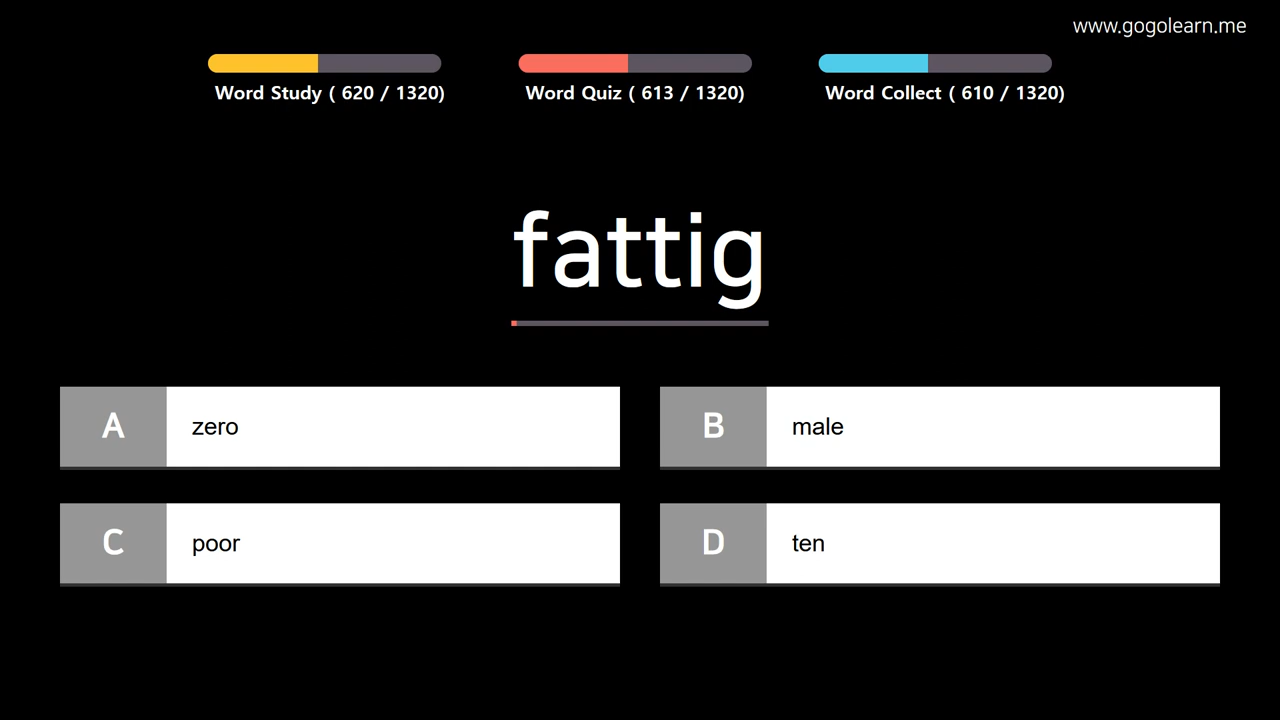 www.gogolearn.me
Word Study ( 620 / 1320)
Word Quiz ( 613 / 1320)
Word Collect ( 610 / 1320)
fattig
A zero
B male
C poor
D ten